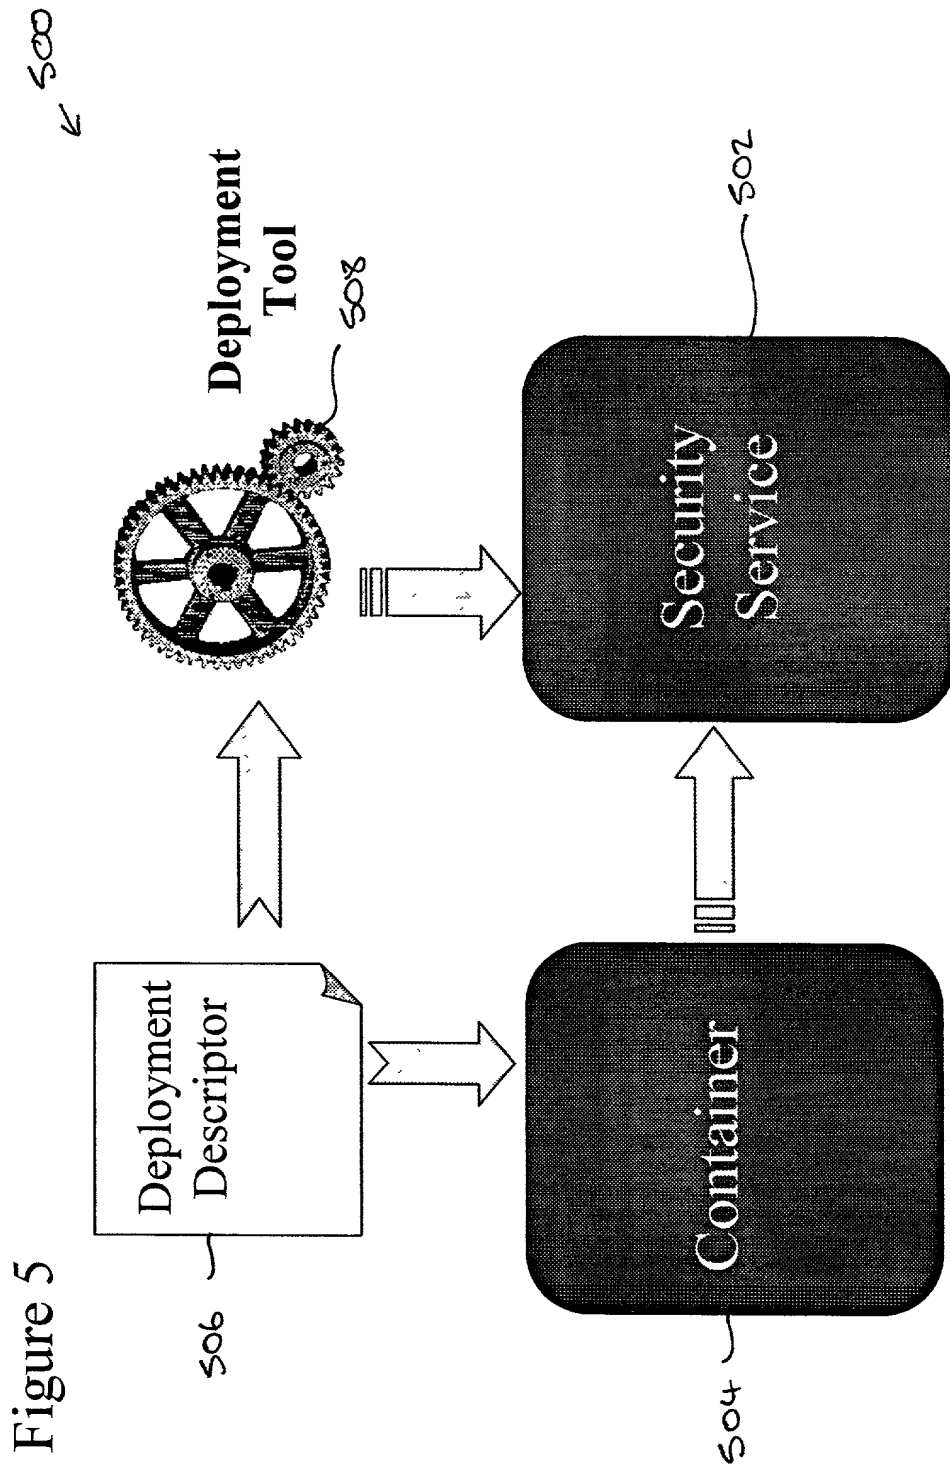 Figure 5
500
506
Deployment
Descriptor
Deployment
Tool
508
504
Container
Security
Service
502